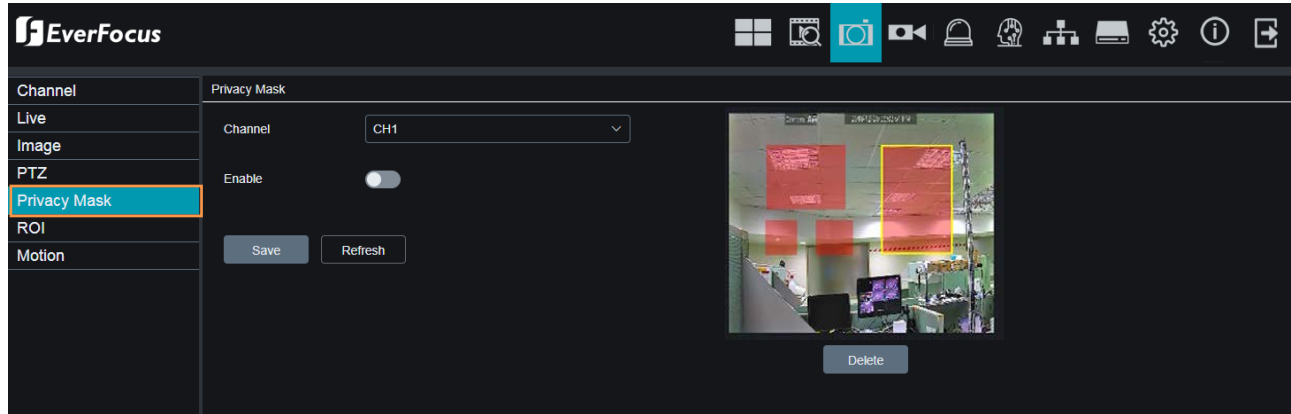 EverFocus
Channel
Live
Image
PTZ
Privacy Mask
ROI
Motion
Privacy Mask
Channel
CH1
Enable
Save
Refresh
Delete